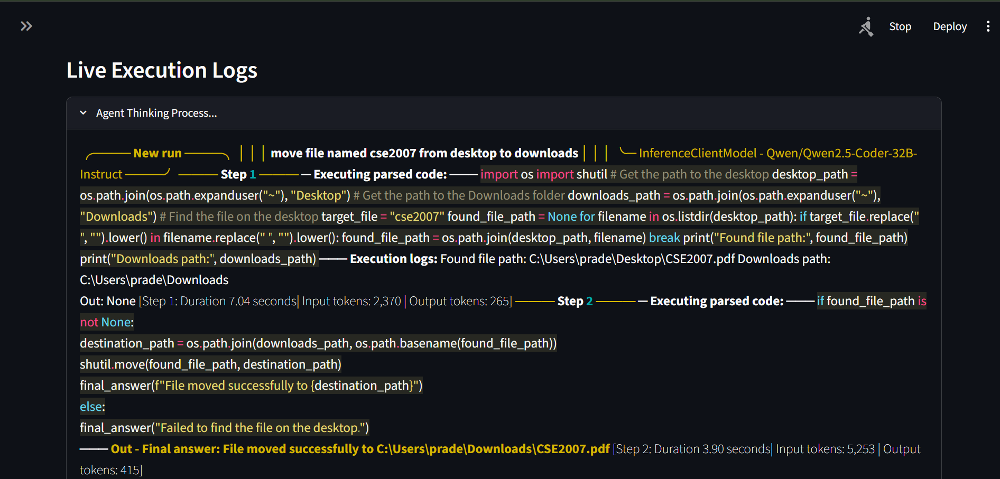 Stop
Deploy
Live Execution Logs
Agent Thinking Process...
╭──── New run ────╮ │ │ │ move file named cse2007 from desktop to downloads │ │ │ ╰─ InferenceClientModel - Qwen/Qwen2.5-Coder-32B-
Instruct ────╯ ──── Step 1 ──── ─ Executing parsed code: ─── import os import shutil # Get the path to the desktop desktop_path =
os.path.join(os.path.expanduser("~"), "Desktop") # Get the path to the Downloads folder downloads_path = os.path.join(os.path.expanduser("~"),
"Downloads") # Find the file on the desktop target_file = "cse2007" found_file_path = None for filename in os.listdir(desktop_path): if target_file.replace("
", "").lower() in filename.replace(" ", "").lower(): found_file_path = os.path.join(desktop_path, filename) break print("Found file path:", found_file_path)
print("Downloads path:", downloads_path) ─── Execution logs: Found file path: C:\Users\prade\Desktop\CSE2007.pdf Downloads path:
C:\Users\prade\Downloads
Out: None [Step 1: Duration 7.04 seconds| Input tokens: 2,370 | Output tokens: 265] ──── Step 2 ──── ─ Executing parsed code: ─── if found_file_path is
not None:
destination_path = os.path.join(downloads_path, os.path.basename(found_file_path))
shutil.move(found_file_path, destination_path)
final_answer(f"File moved successfully to {destination_path}")
else:
final_answer("Failed to find the file on the desktop.")
─── Out - Final answer: File moved successfully to C:\Users\prade\Downloads\CSE2007.pdf [Step 2: Duration 3.90 seconds| Input tokens: 5,253 | Output
tokens: 415]